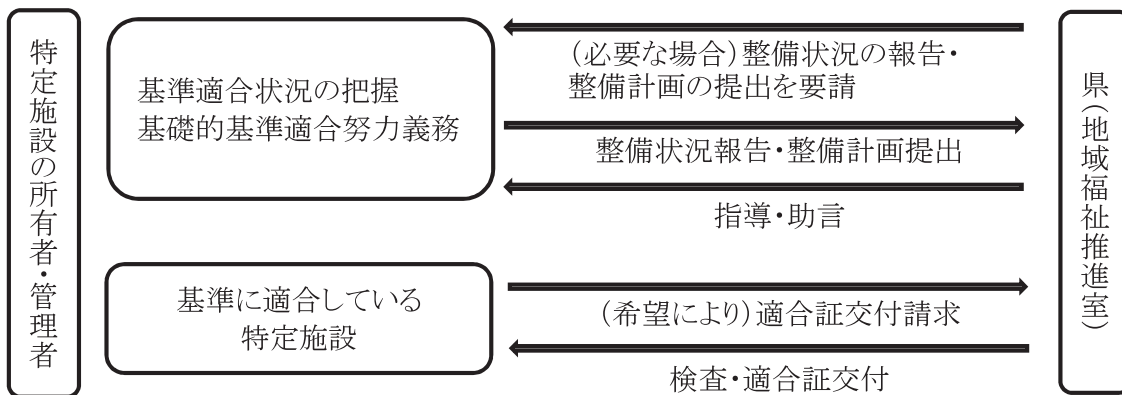 特定施設の所有者・管理者
基準適合状況の把握
基礎的基準適合努力義務
(必要な場合)整備状況の報告・
整備計画の提出を要請
整備状況報告・整備計画提出
指導・助言
基準に適合している
特定施設
(希望により)適合証交付請求
検査・適合証交付
県(地域福祉推進室)